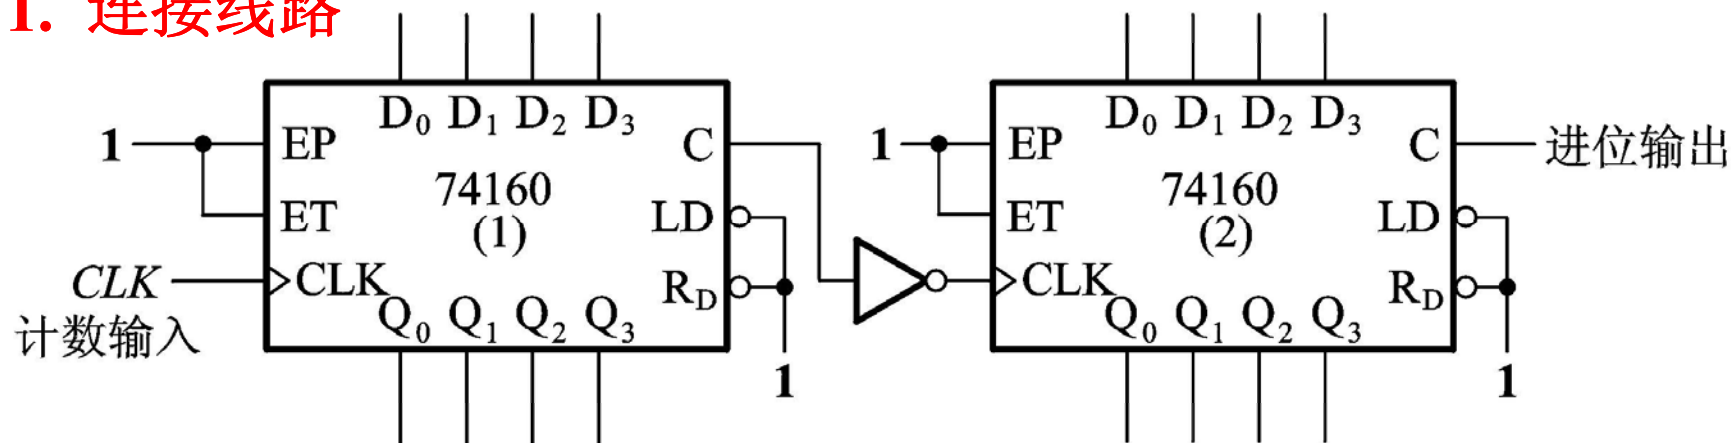 1. 连接线路
D0 D1 D2 D3
D0 D1 D2 D3
1 EP C 1 EP C 进位输出
74160 74160
ET (1) LD ET (2) LD
CLK CLK RD CLK RD
计数输入 Q0 Q1 Q2 Q3 Q0 Q1 Q2 Q3
1 1